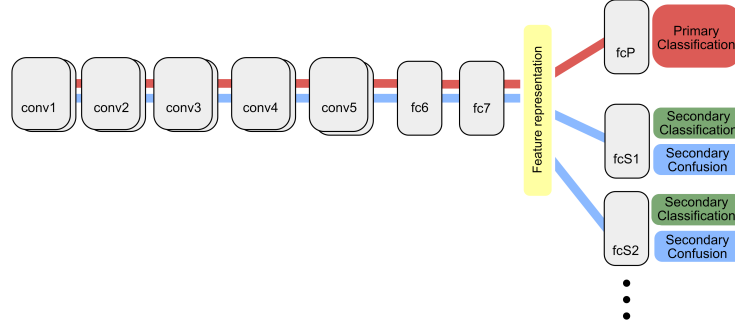 conv1
conv2
conv3
conv4
conv5
fc6
fc7
Feature representation
fcP
Primary
Classification
fcS1
Secondary
Classification
Secondary
Confusion
fcS2
Secondary
Classification
Secondary
Confusion